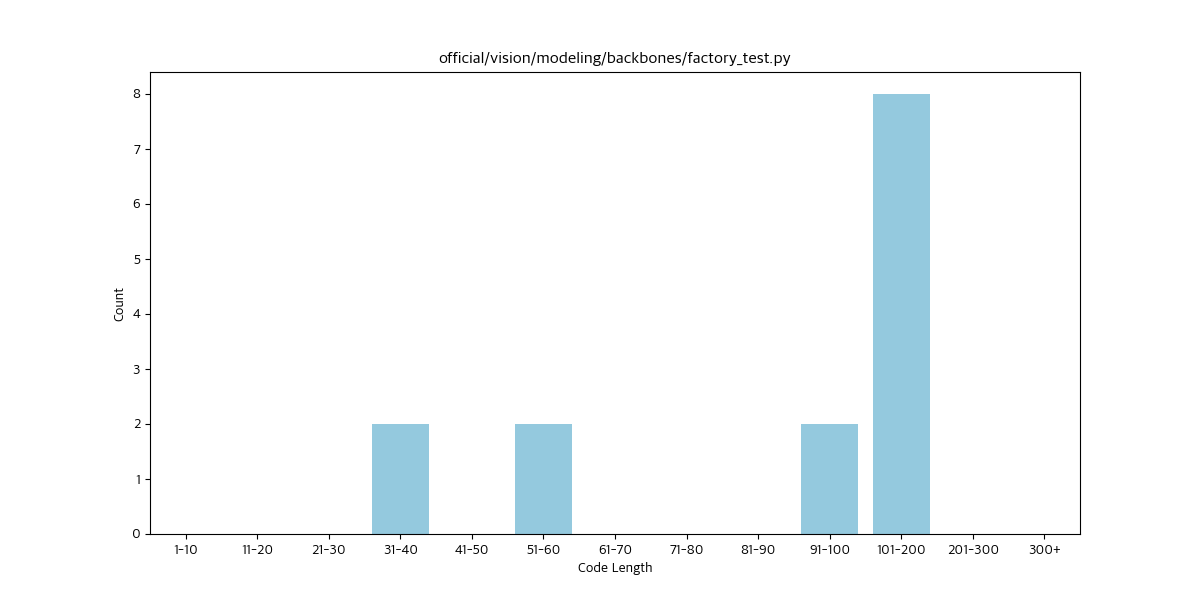 official/vision/modeling/backbones/factory_test.py
Count
8
7
6
5
4
3
2
1
0
1-10 11-20 21-30 31-40 41-50 51-60 61-70 71-80 81-90 91-100 101-200 201-300 300+
Code Length